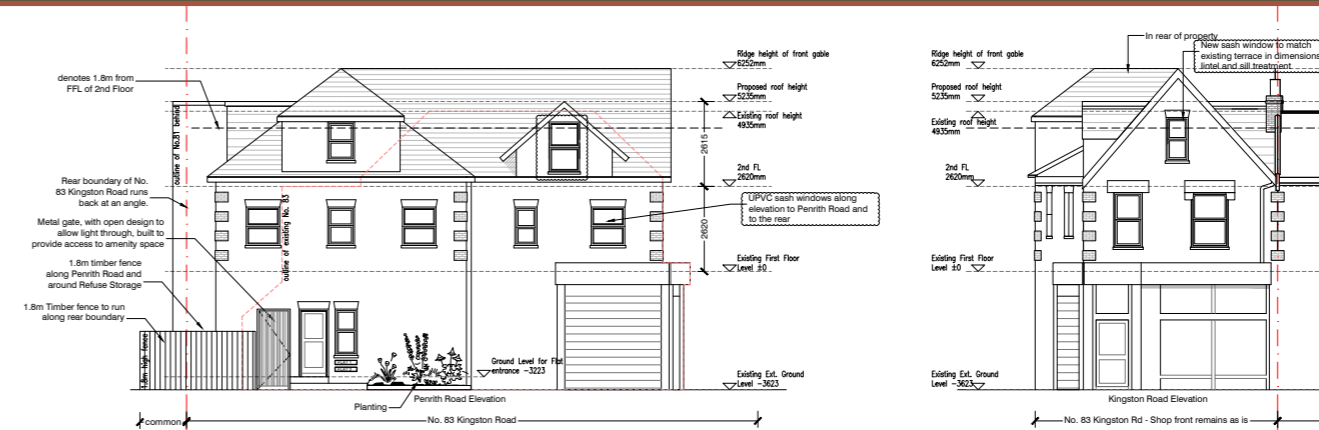 denotes 1.8m from
FFL of 2nd Floor
outline of No.81 behind
Rear boundary of No.
83 Kingston Road runs
back at an angle.
Metal gate, with open design to
allow light through, built to
provide access to amenity space
1.8m timber fence
along Penrith Road and
around Refuse Storage
1.8m Timber fence to run
along rear boundary
1.8m high fence
outline of existing No. 83
Ridge height of front gable
6252mm
Proposed roof height
5235mm
Existing roof height
4935mm
2615
2nd FL
2620mm
UPVC sash windows along
elevation to Penrith Road and
to the rear
2620
Existing First Floor
Level ±0
Ground Level for Flat
entrance -3223
Existing Ext. Ground
Level -3623
Planting
Penrith Road Elevation
common
No. 83 Kingston Road
In rear of property
New sash window to match
existing terrace in dimensions
lintel and sill treatment
Ridge height of front gable
6252mm
Proposed roof height
5235mm
Existing roof height
4935mm
2nd FL
2620mm
Existing First Floor
Level ±0
Existing Ext. Ground
Level -3623
Kingston Road Elevation
No. 83 Kingston Rd - Shop front remains as is